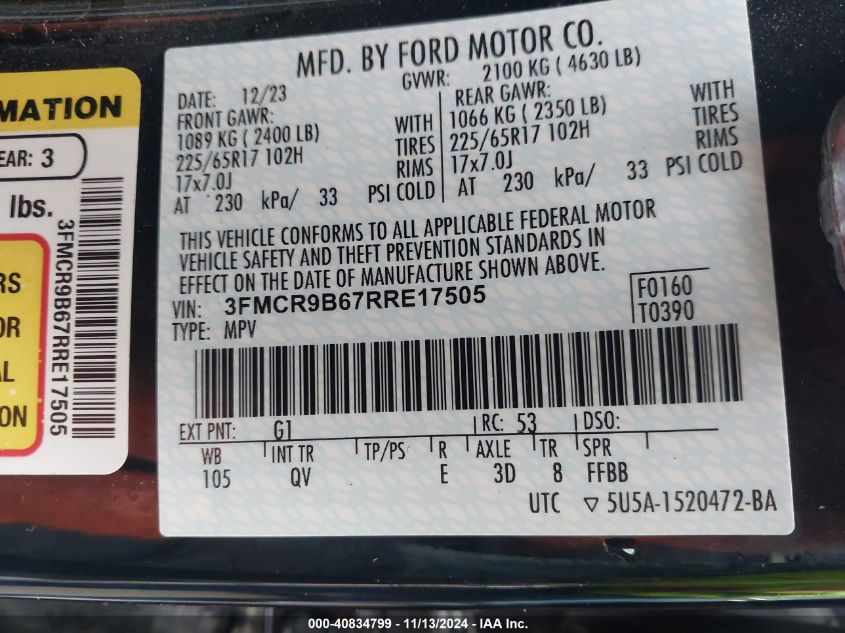 MATION
EAR: 3
lbs.
3FMCR9B67RRE17505
RS
OR
AL
ON
MFD. BY FORD MOTOR CO.
GVWR: 2100 KG ( 4630 LB)
DATE: 12/23
FRONT GAWR:
1089 KG ( 2400 LB) WITH
225/65R17 102H TIRES
17x7.0J RIMS
AT 230 kPa/ 33 PSI COLD
REAR GAWR: WITH
1066 KG ( 2350 LB) TIRES
225/65R17 102H RIMS
17x7.0J
AT 230 kPa/ 33 PSI COLD
THIS VEHICLE CONFORMS TO ALL APPLICABLE FEDERAL MOTOR
VEHICLE SAFETY AND THEFT PREVENTION STANDARDS IN
EFFECT ON THE DATE OF MANUFACTURE SHOWN ABOVE.
VIN: 3FMCR9B67RRE17505
TYPE: MPV
F0160
T0390
EXT PNT: G1 RC: 53 DSO:
WB INT TR TP/PS R AXLE TR SPR
105 QV E 3D 8 FFBB
UTC ▽ 5U5A-1520472-BA
000-40834799 - 11/13/2024 - IAA Inc.